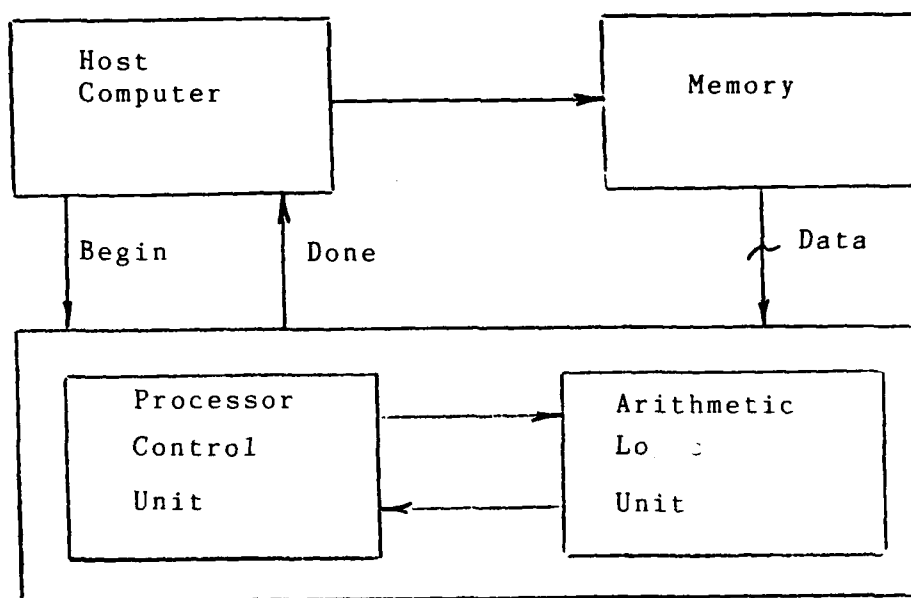 Host
Computer
Memory
Begin
Done
Data
Processor
Control
Unit
Arithmetic
Unit